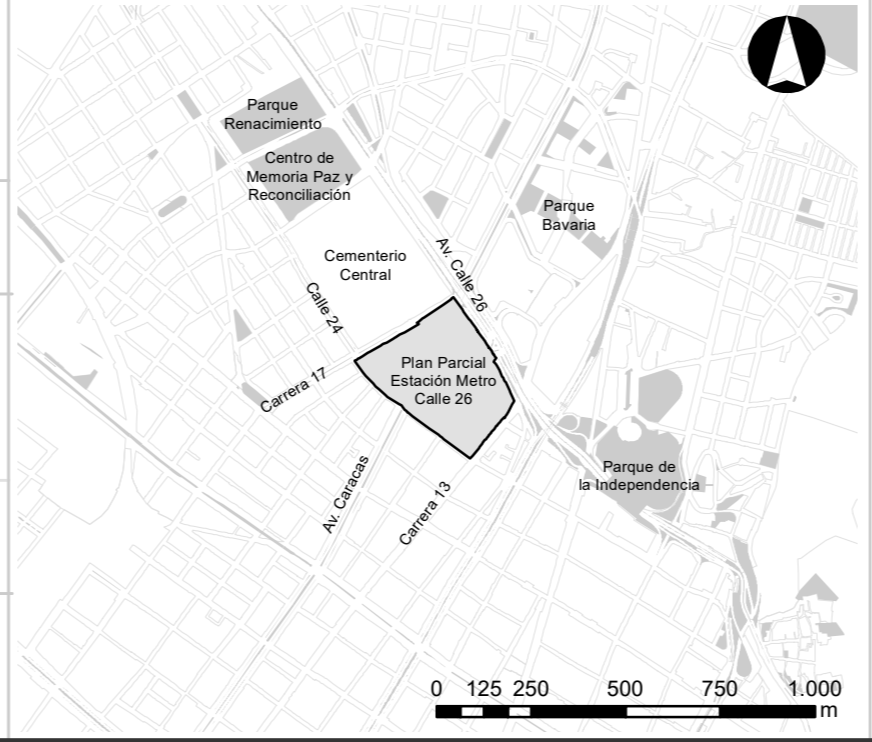 Parque
Renacimiento
Centro de
Memoria Paz y
Reconciliación
Parque
Bavaria
Cementerio
Central
Av. Calle 26
Calle 24
Plan Parcial
Estación Metro
Calle 26
Carrera 17
Parque de
la Independencia
Av. Caracas
Carrera 13
0 125 250 500 750 1.000
m